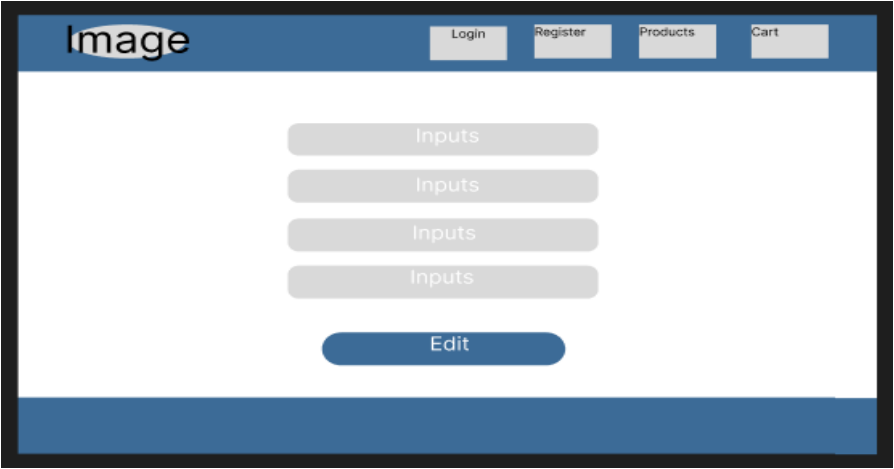 Image
Login
Register
Products
Cart
Inputs
Inputs
Inputs
Inputs
Edit